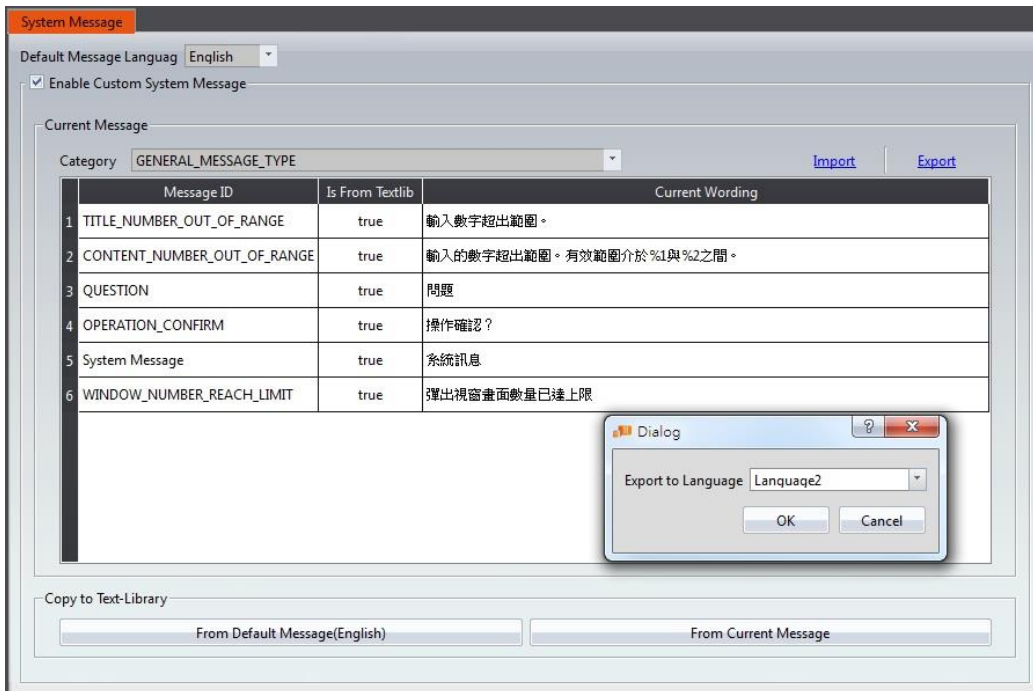 System Message
Default Message Languag English
Enable Custom System Message
Current Message
Category GENERAL_MESSAGE_TYPE Import Export
Message ID Is From Textlib Current Wording
1 TITLE_NUMBER_OUT_OF_RANGE true 輸入數字超出範圍。
2 CONTENT_NUMBER_OUT_OF_RANGE true 輸入的數字超出範圍。有效範圍介於%1與%2之間。
3 QUESTION true 問題
4 OPERATION_CONFIRM true 操作確認？
5 System Message true 系統訊息
6 WINDOW_NUMBER_REACH_LIMIT true 彈出視窗畫面數量已達上限
Dialog
Export to Language Language2
OK Cancel
Copy to Text-Library
From Default Message(English) From Current Message